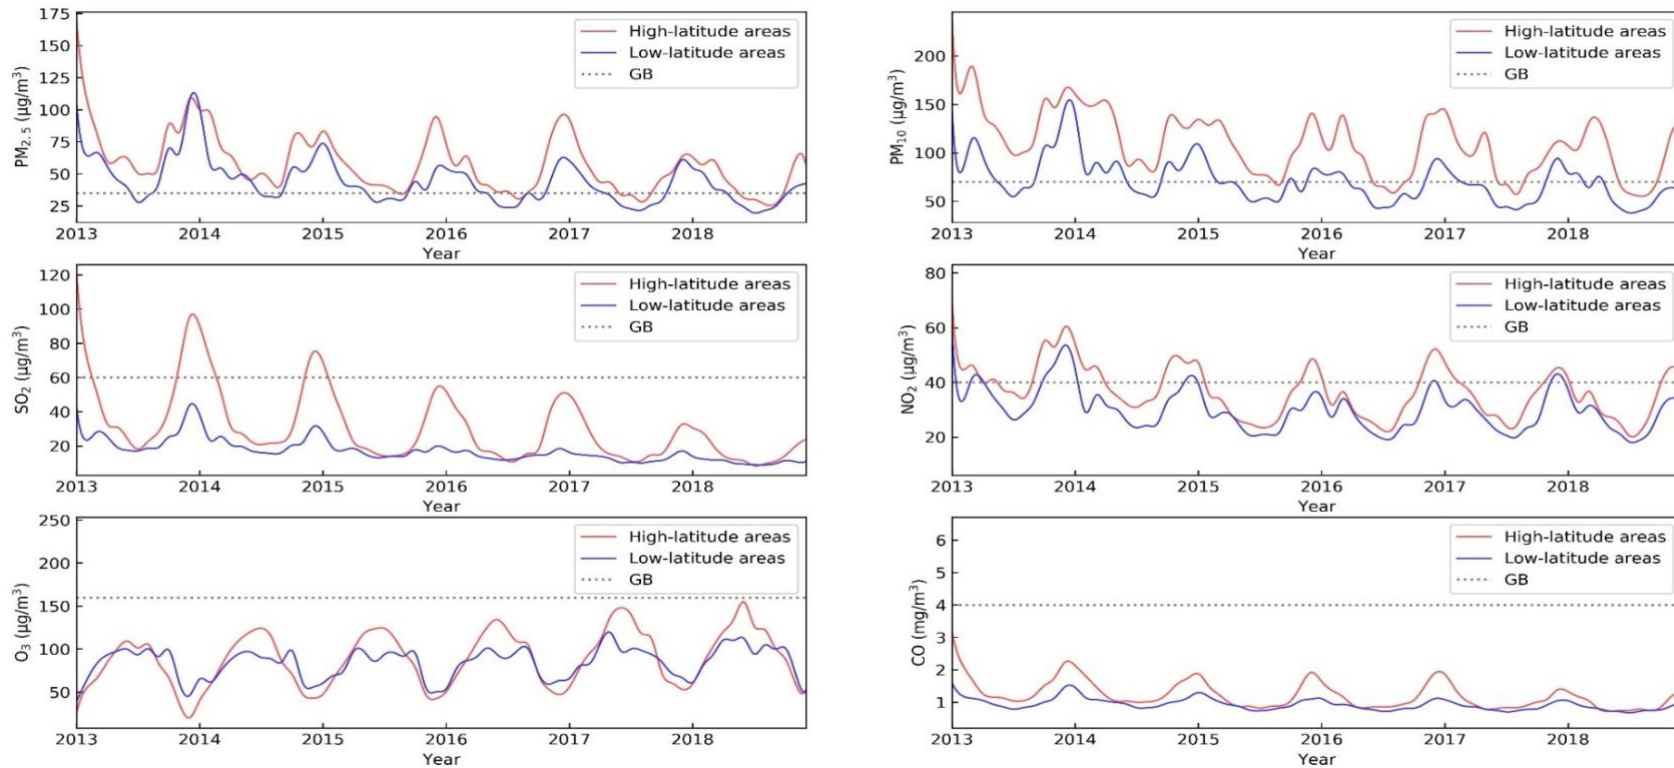 175
150
125
100
75
50
25
PM2.5 (μg/m³)
High-latitude areas
Low-latitude areas
GB
2013 2014 2015 2016 2017 2018
Year
200
150
100
50
PM10 (μg/m³)
High-latitude areas
Low-latitude areas
GB
2013 2014 2015 2016 2017 2018
Year
120
100
80
60
40
20
SO2 (μg/m³)
High-latitude areas
Low-latitude areas
GB
2013 2014 2015 2016 2017 2018
Year
80
60
40
20
NO2 (μg/m³)
High-latitude areas
Low-latitude areas
GB
2013 2014 2015 2016 2017 2018
Year
250
200
150
100
50
O3 (μg/m³)
High-latitude areas
Low-latitude areas
GB
2013 2014 2015 2016 2017 2018
Year
6
5
4
3
2
1
CO (mg/m³)
High-latitude areas
Low-latitude areas
GB
2013 2014 2015 2016 2017 2018
Year